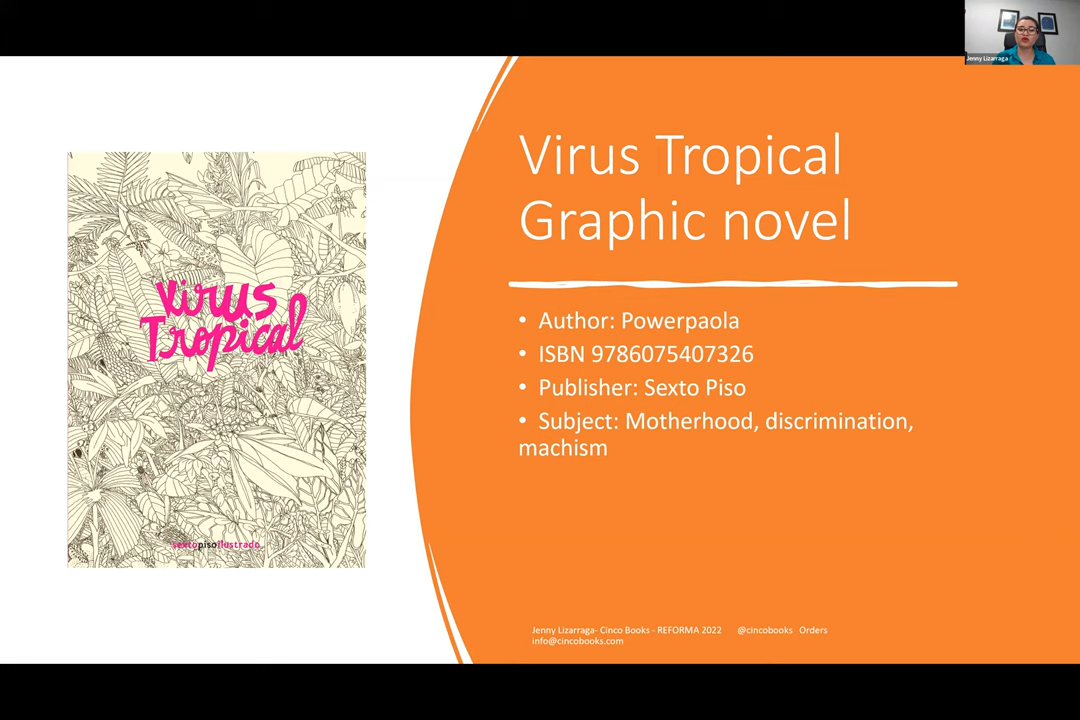 Jenny Lizarraga
Virus Tropical
Graphic novel
Virus
Tropical
sextopisoilustrado
• Author: Powerpaola
• ISBN 9786075407326
• Publisher: Sexto Piso
• Subject: Motherhood, discrimination,
machism
Jenny Lizarraga- Cinco Books - REFORMA 2022 @cincobooks Orders
info@cincobooks.com